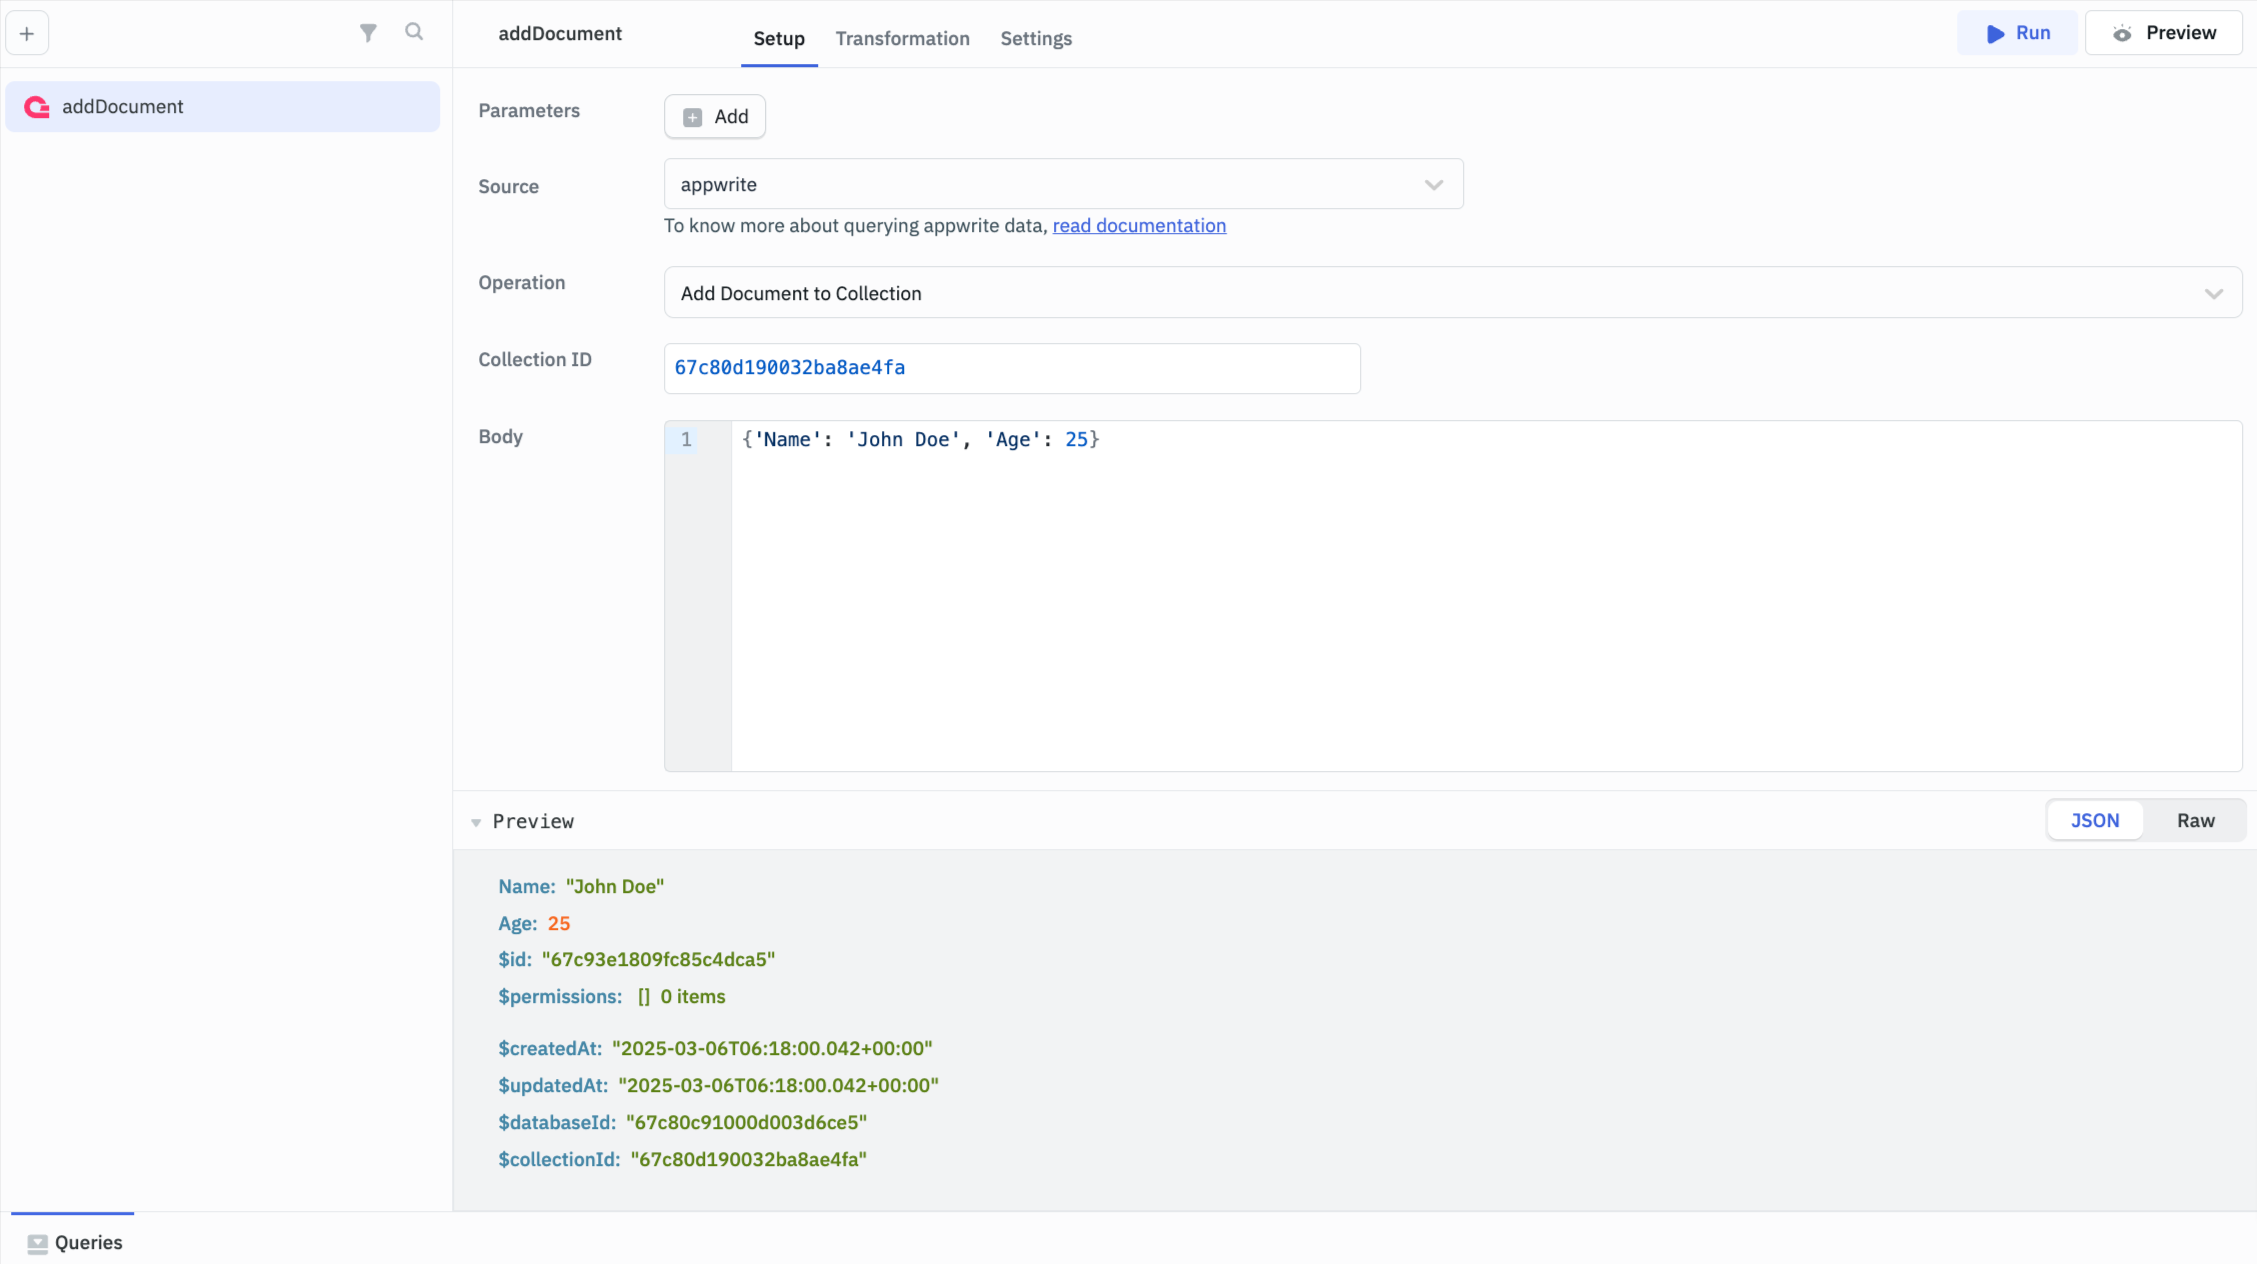 addDocument
Setup
Transformation
Settings
Run
Preview
addDocument
Parameters
Add
Source
appwrite
To know more about querying appwrite data, read documentation
Operation
Add Document to Collection
Collection ID
67c80d190032ba8ae4fa
Body
1
{'Name': 'John Doe', 'Age': 25}
Preview
JSON
Raw
Name: "John Doe"
Age: 25
$id: "67c93e1809fc85c4dca5"
$permissions: [] 0 items
$createdAt: "2025-03-06T06:18:00.042+00:00"
$updatedAt: "2025-03-06T06:18:00.042+00:00"
$databaseId: "67c80c91000d003d6ce5"
$collectionId: "67c80d190032ba8ae4fa"
Queries